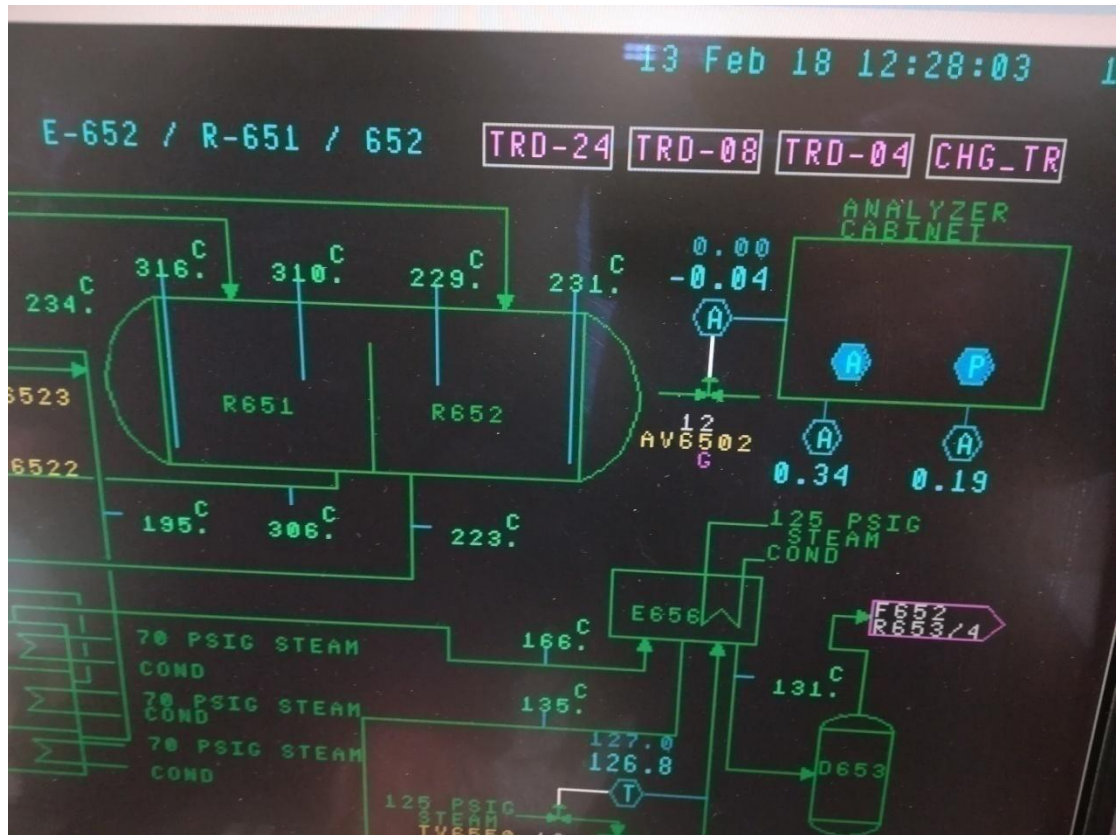 13 Feb 18 12:28:03
E-652 / R-651 / 652 TRD-24 TRD-08 TRD-04 CHG_TR
ANALYZER
CABINET
0.00
-0.04
316. C 310. C 229. C 231. C
234. C
A
A P
R651 R652
6523
12
AV6502
G
A A
0.34 0.19
6522
195. C 306. C 223. C
125 PSIG
STEAM
COND
E656
F652
R653/4
70 PSIG STEAM
COND
166. C
131. C
70 PSIG STEAM
COND
135. C
70 PSIG STEAM
COND
127.0
126.8
T
D653
125 PSIG
STEAM